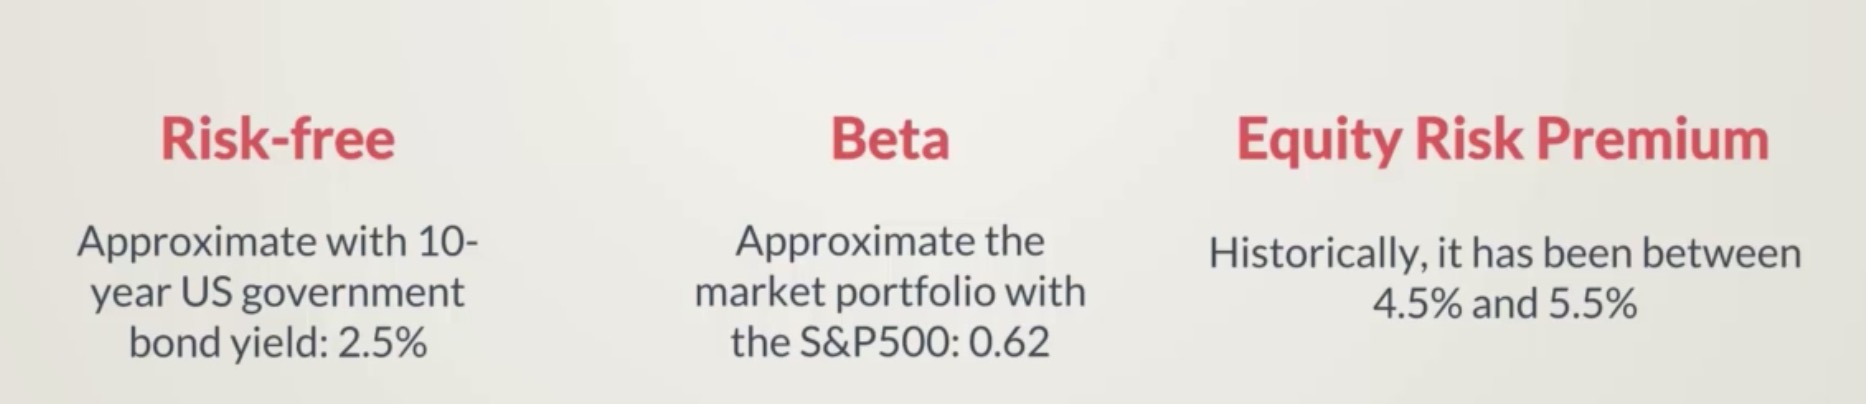 Risk-free
Approximate with 10-
year US government
bond yield: 2.5%
Beta
Approximate the
market portfolio with
the S&P500: 0.62
Equity Risk Premium
Historically, it has been between
4.5% and 5.5%